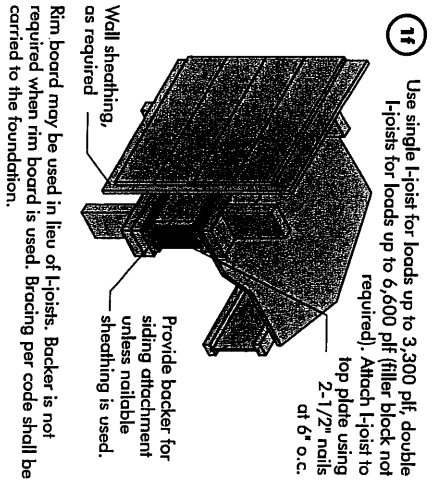 1f
Use single I-joist for loads up to 3,300 plf, double
I-joists for loads up to 6,600 plf (filler block not
required). Attach I-joist to
top plate using
2-1/2" nails
at 6" o.c.
Wall sheathing,
as required
Provide backer for
siding attachment
unless nailable
sheathing is used.
Rim board may be used in lieu of I-joists. Backer is not
required when rim board is used. Bracing per code shall be
carried to the foundation.